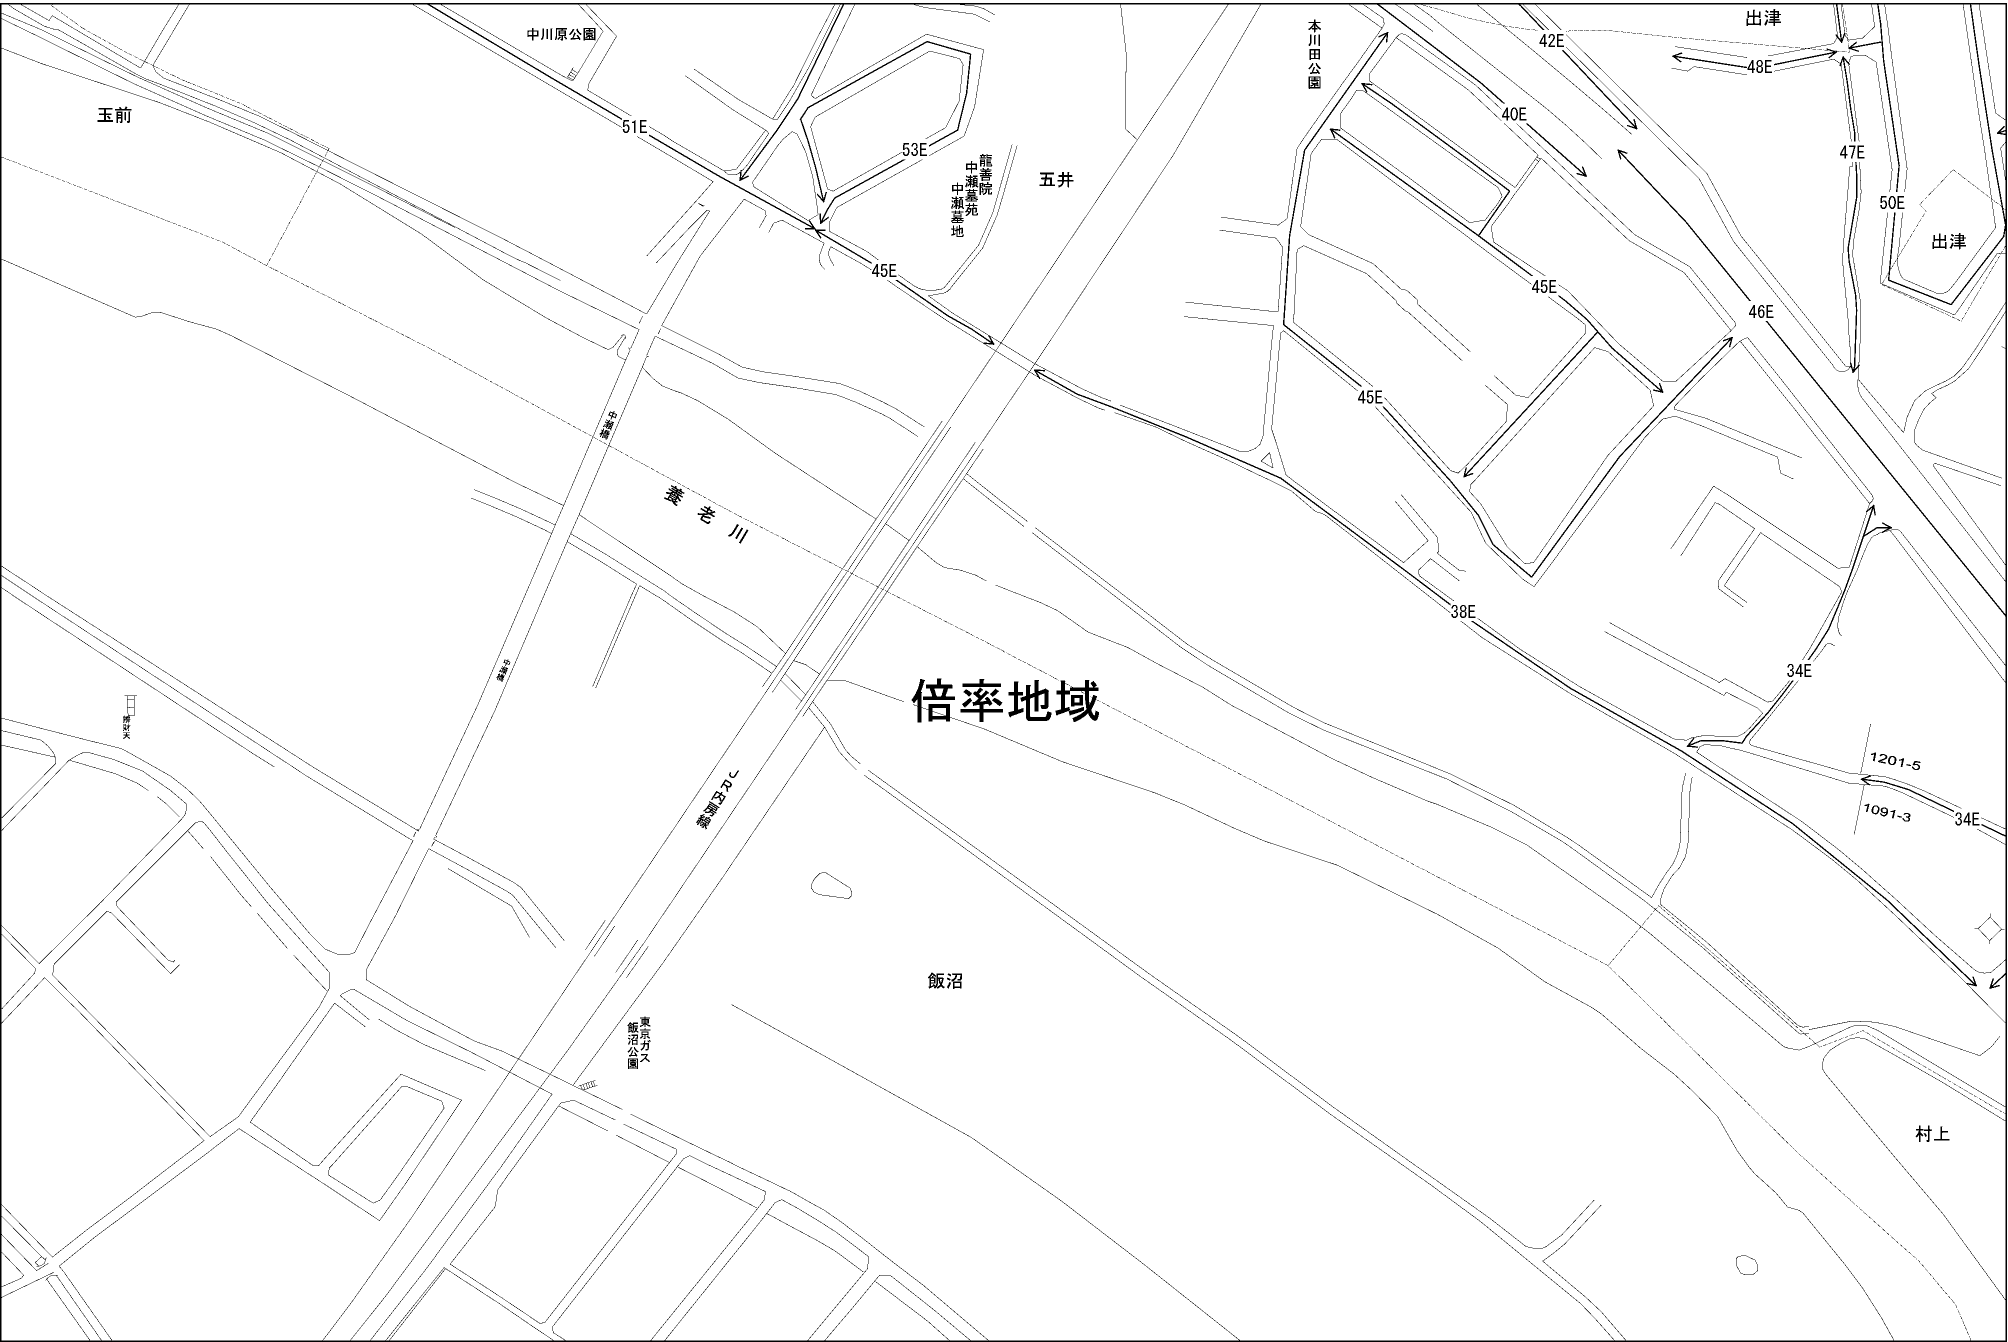 中川原公園
本川田公園
出津
42E
48E
玉前
51E
40E
53E
47E
龍善院
中瀬墓苑
中瀬墓地
五井
50E
出津
45E
45E
46E
45E
中瀬橋
養老川
38E
中瀬橋
34E
倍率地域
1201-5
JR内房線
1091-3
34E
飯沼
東京ガス
飯沼公園
村上